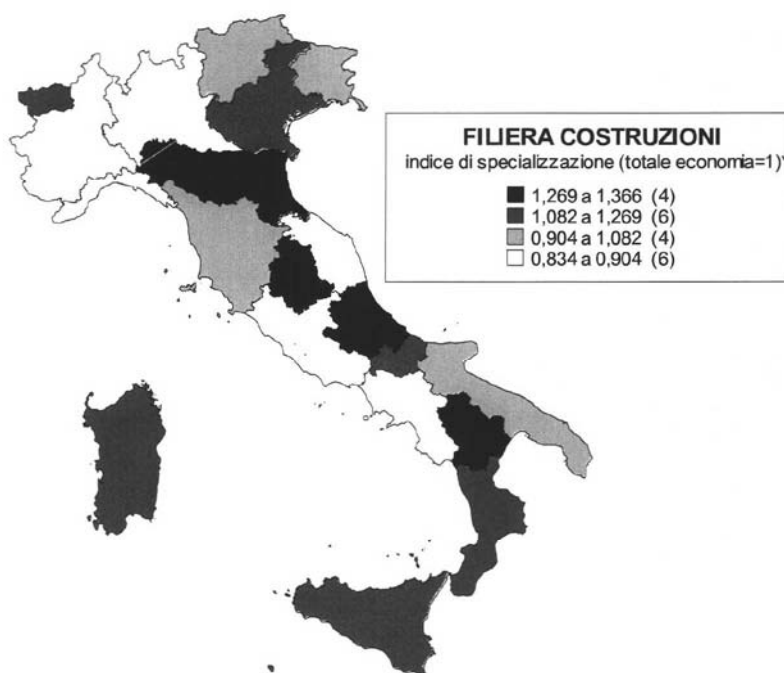 FILIERA COSTRUZIONI
indice di specializzazione (totale economia=1)*
1,269 a 1,366 (4)
1,082 a 1,269 (6)
0,904 a 1,082 (4)
0,834 a 0,904 (6)